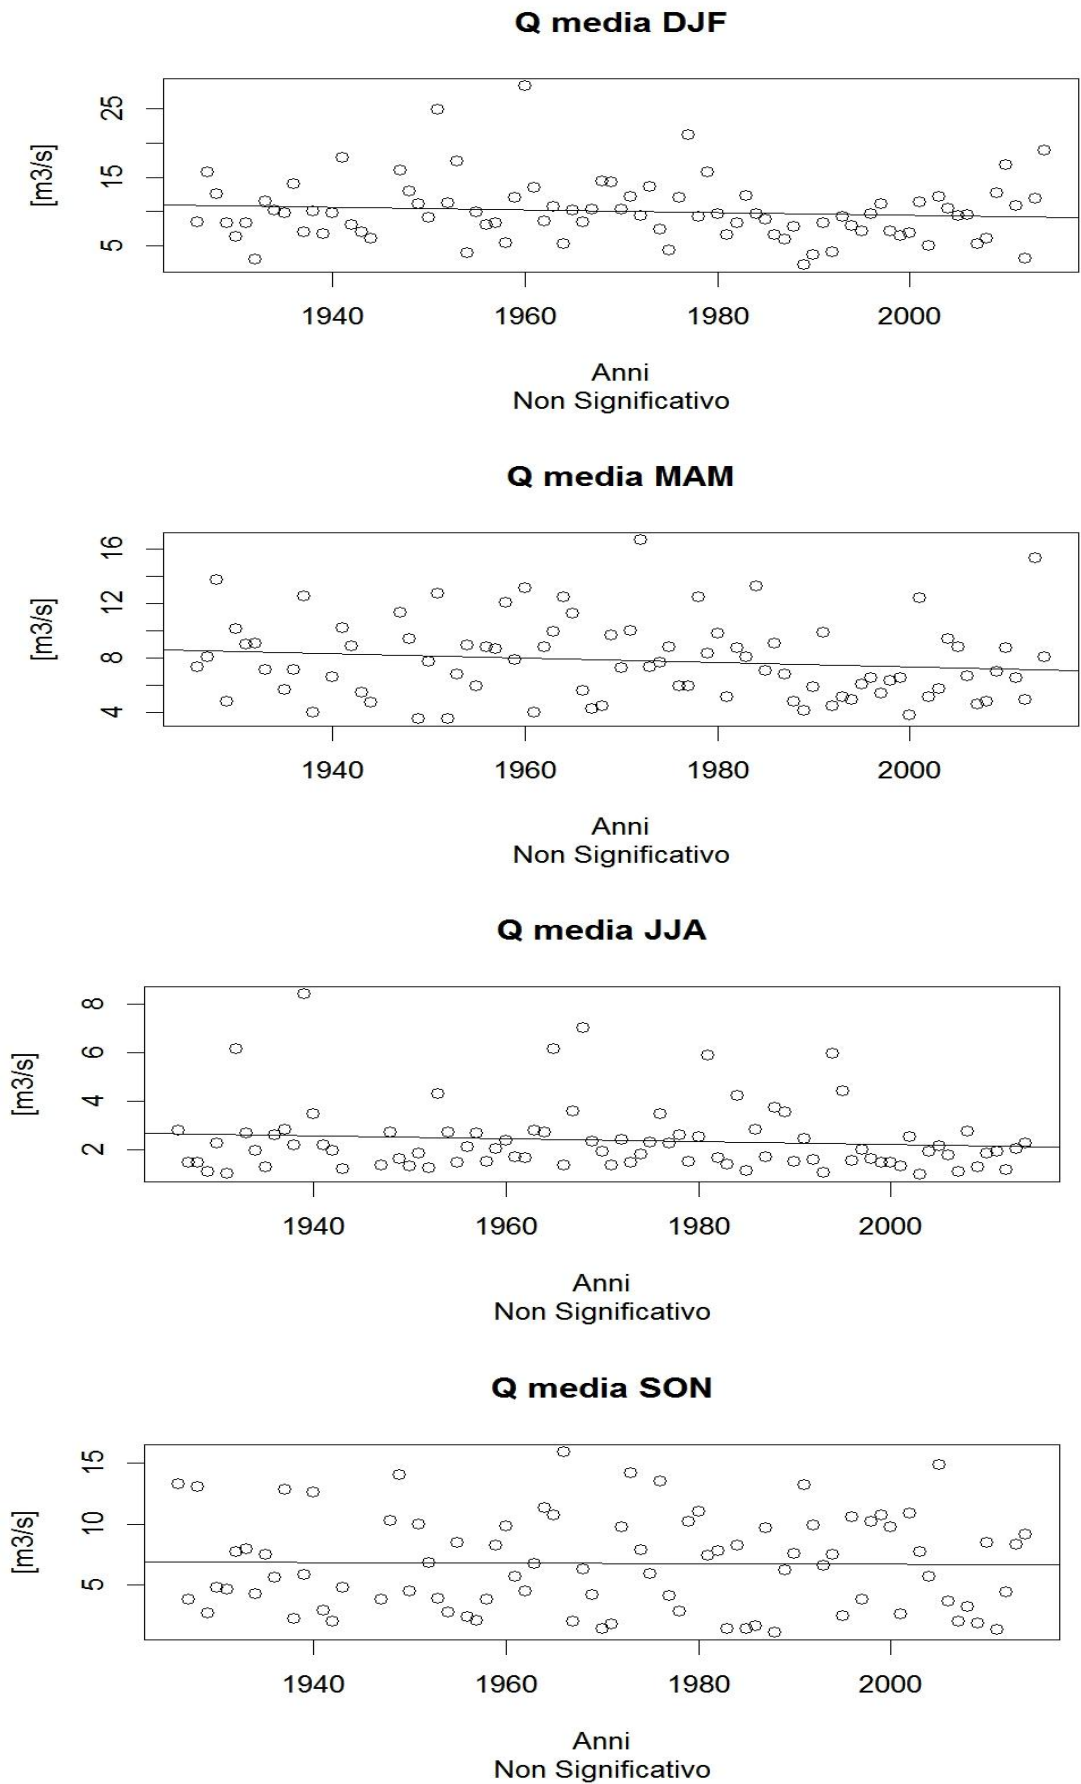 Q media DJF
[m3/s]
25
15
5
1940 1960 1980 2000
Anni
Non Significativo
Q media MAM
[m3/s]
16
12
8
4
1940 1960 1980 2000
Anni
Non Significativo
Q media JJA
[m3/s]
8
6
4
2
1940 1960 1980 2000
Anni
Non Significativo
Q media SON
[m3/s]
15
10
5
1940 1960 1980 2000
Anni
Non Significativo